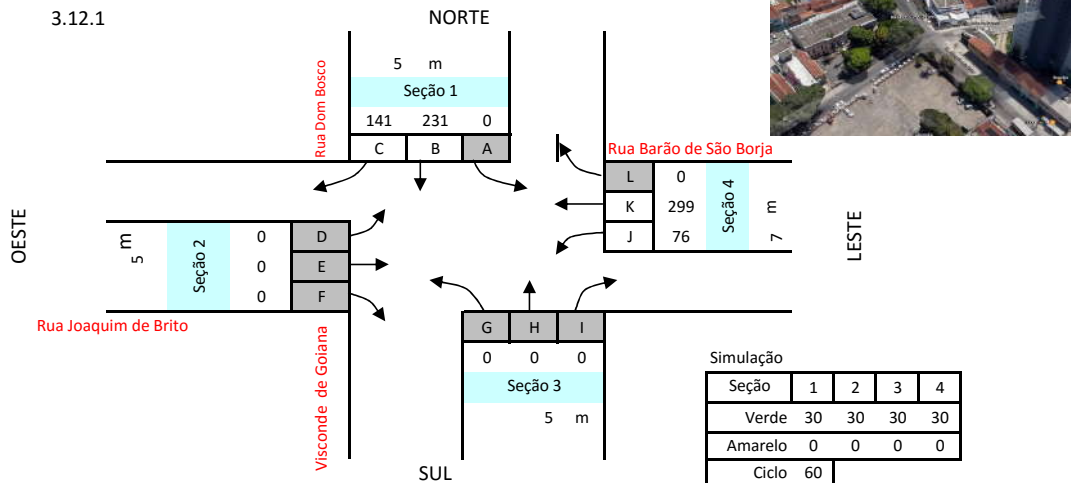 3.12.1
NORTE
5 m
Seção 1
141 231 0
C B A
Rua Dom Bosco
Rua Barão de São Borja
L 0
K 299
J 76
Seção 4
7 m
LESTE
OESTE
5 m
Seção 2
0 D
0 E
0 F
Rua Joaquim de Brito
Visconde de Goiana
G H I
0 0 0
Seção 3
5 m
SUL
Simulação
Seção 1 2 3 4
Verde 30 30 30 30
Amarelo 0 0 0 0
Ciclo 60